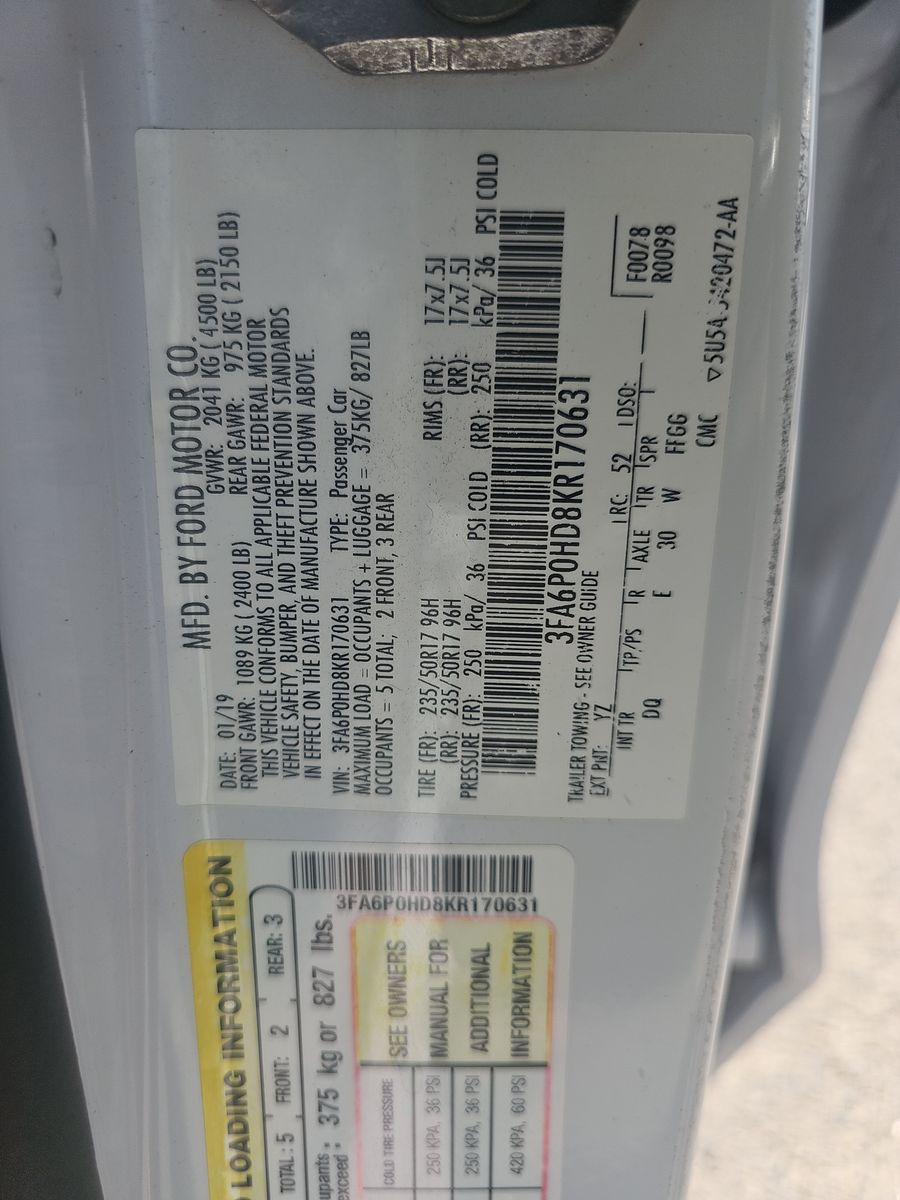 MFD. BY FORD MOTOR CO.
DATE: 01/19 GVWR: 2041 KG ( 4500 LB)
FRONT GAWR: 1089 KG ( 2400 LB) REAR GAWR: 975 KG ( 2150 LB)
THIS VEHICLE CONFORMS TO ALL APPLICABLE FEDERAL MOTOR
VEHICLE SAFETY, BUMPER, AND THEFT PREVENTION STANDARDS
IN EFFECT ON THE DATE OF MANUFACTURE SHOWN ABOVE.
VIN: 3FA6P0HD8KR170631 TYPE: Passenger Car
MAXIMUM LOAD = OCCUPANTS + LUGGAGE = 375KG/ 827LB
OCCUPANTS = 5 TOTAL; 2 FRONT, 3 REAR
TIRE (FR): 235/50R17 96H RIMS (FR): 17x7.5J
(RR): 235/50R17 96H (RR): 17x7.5J
PRESSURE (FR): 250 kPa/ 36 PSI COLD (RR): 250 kPa/ 36 PSI COLD
3FA6P0HD8KR170631
TRAILER TOWING - SEE OWNER GUIDE
EXT PNT: YZ RC: 52 DSO: F0078
R0098
INT TR TP/PS R AXLE TR SPR
DQ E 30 W FFGG
CMC 5U5A- 420472-AA
LOADING INFORMATION
TOTAL: 5 FRONT: 2 REAR: 3
3FA6P0HD8KR170631
upants :
exceed : 375 kg or 827 lbs.
COLD TIRE PRESSURE
250 KPA, 36 PSI
250 KPA, 36 PSI
420 KPA, 60 PSI
SEE OWNERS
MANUAL FOR
ADDITIONAL
INFORMATION